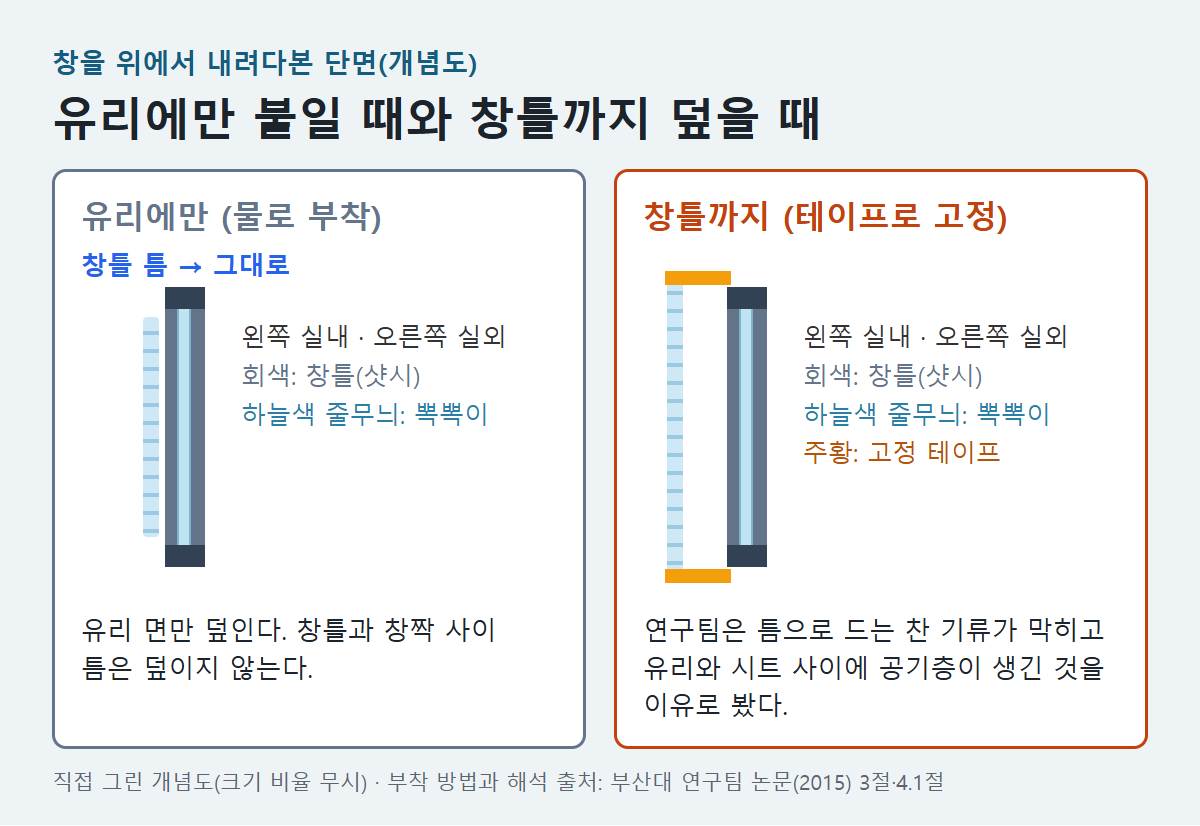 창을 위에서 내려다본 단면(개념도)
유리에만 붙일 때와 창틀까지 덮을 때
유리에만 (물로 부착)
창틀 틈 → 그대로
왼쪽 실내 · 오른쪽 실외
회색: 창틀(샷시)
하늘색 줄무늬: 뽁뽁이
유리 면만 덮인다. 창틀과 창짝 사이
틈은 덮이지 않는다.
창틀까지 (테이프로 고정)
왼쪽 실내 · 오른쪽 실외
회색: 창틀(샷시)
하늘색 줄무늬: 뽁뽁이
주황: 고정 테이프
연구팀은 틈으로 드는 찬 기류가 막히고
유리와 시트 사이에 공기층이 생긴 것을
이유로 봤다.
직접 그린 개념도(크기 비율 무시) · 부착 방법과 해석 출처: 부산대 연구팀 논문(2015) 3절·4.1절